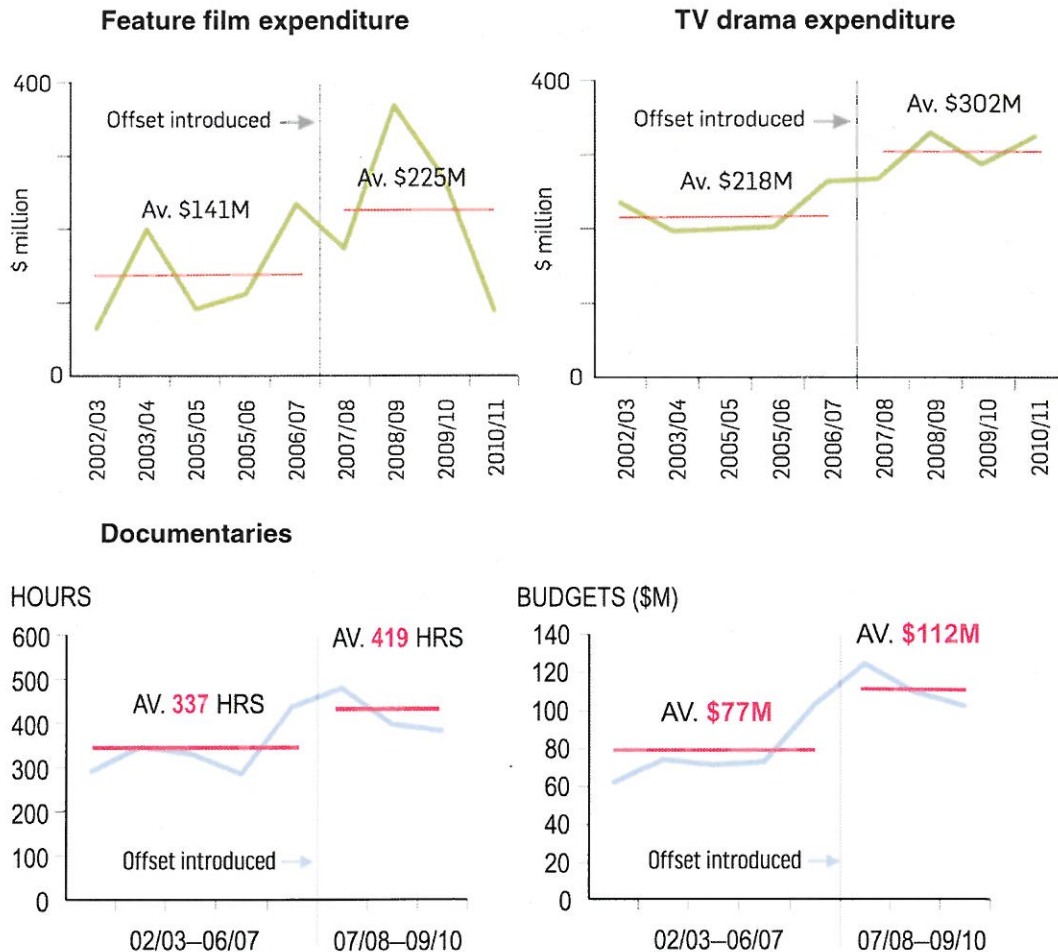 Feature film expenditure
400
Offset introduced
Av. $225M
Av. $141M
$ million
0
2002/03
2003/04
2005/05
2005/06
2006/07
2007/08
2008/09
2009/10
2010/11
TV drama expenditure
400
Av. $302M
Offset introduced
Av. $218M
$ million
0
2002/03
2003/04
2005/05
2005/06
2006/07
2007/08
2008/09
2009/10
2010/11
Documentaries
HOURS
600
500
400
300
200
100
0
AV. 419 HRS
AV. 337 HRS
Offset introduced
02/03–06/07
07/08–09/10
BUDGETS ($M)
140
120
100
80
60
40
20
0
AV. $112M
AV. $77M
Offset introduced
02/03–06/07
07/08–09/10